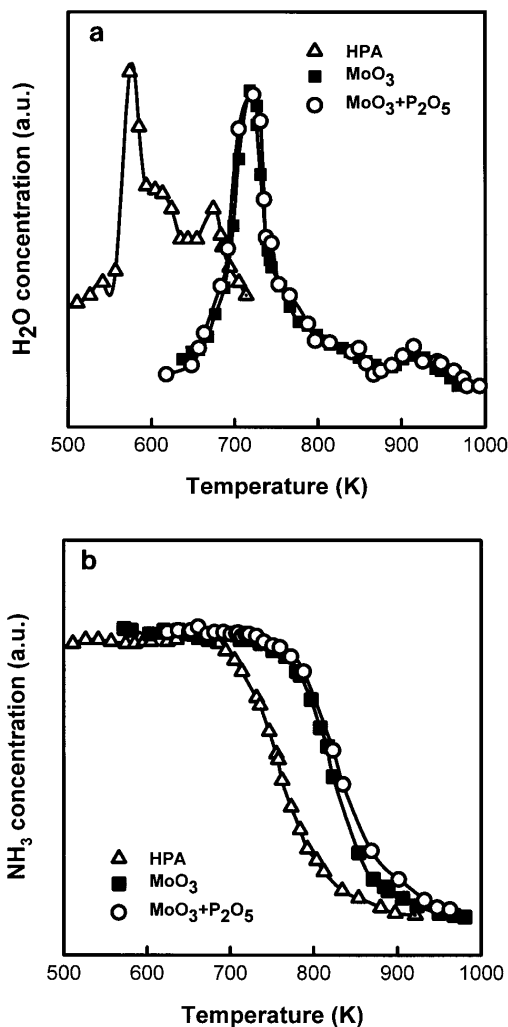 a
HPA
MoO₃
MoO₃+P₂O₅
H₂O concentration (a.u.)
500 600 700 800 900 1000
Temperature (K)
b
NH₃ concentration (a.u.)
HPA
MoO₃
MoO₃+P₂O₅
500 600 700 800 900 1000
Temperature (K)